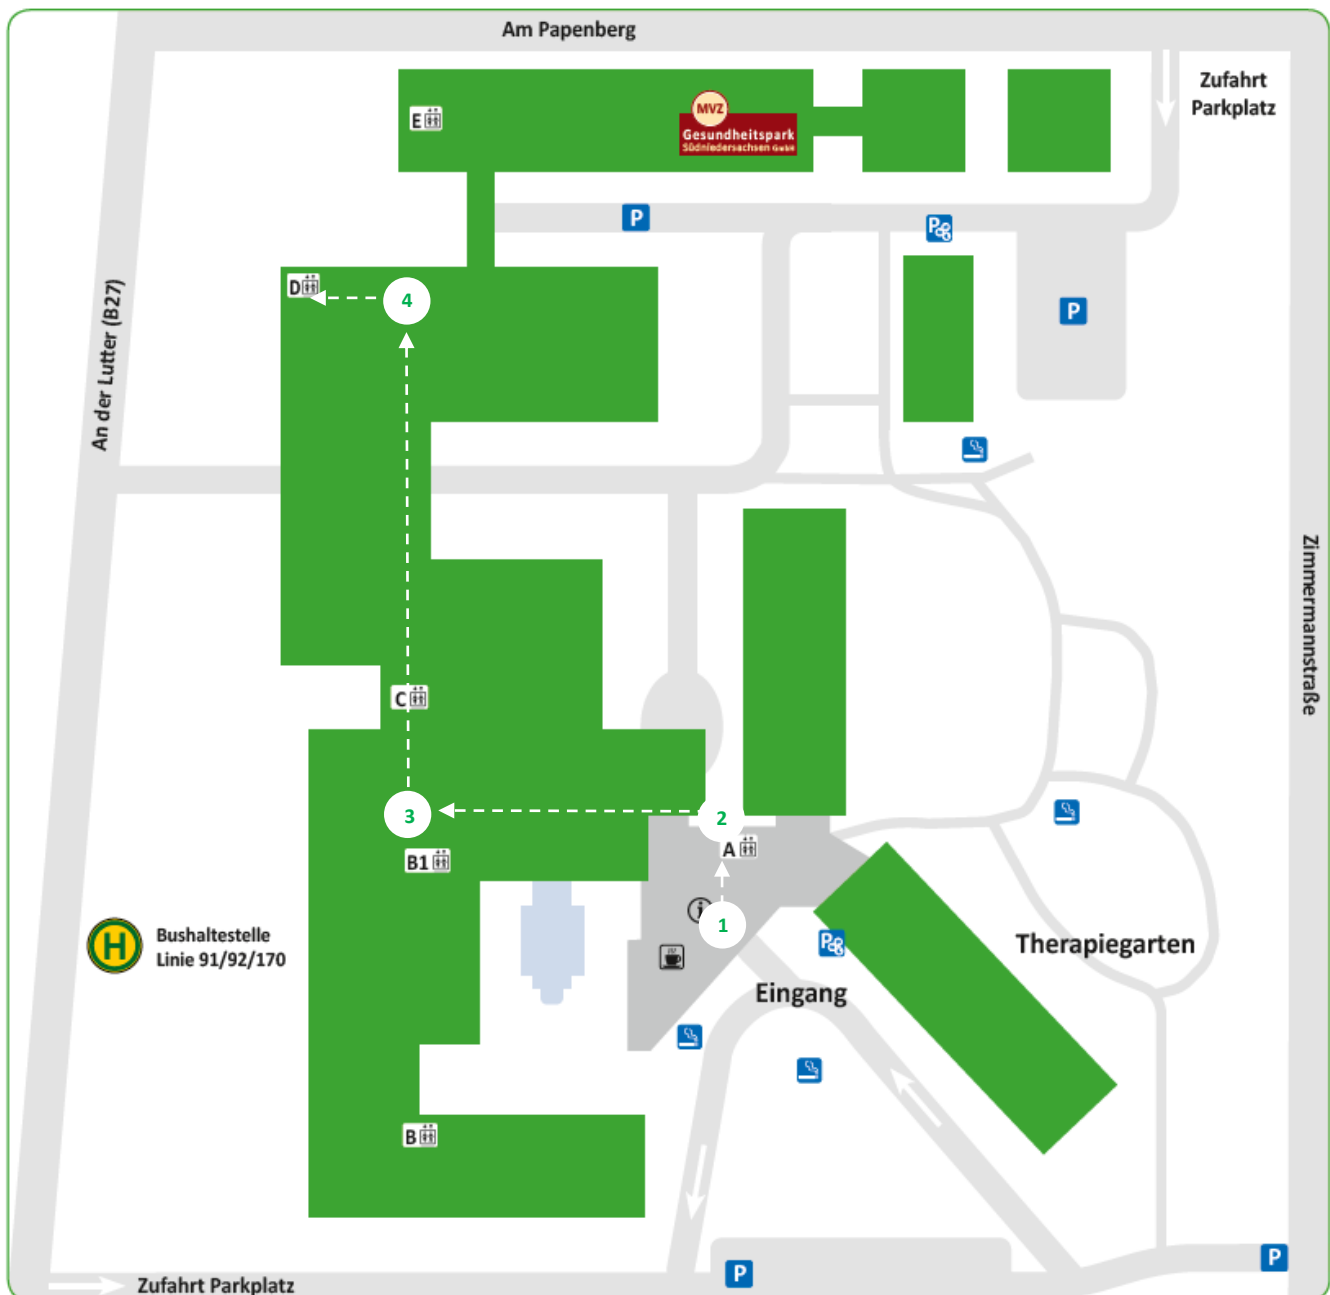 Am Papenberg
Zufahrt
Parkplatz
E
MVZ
Gesundheitspark
Südniedersachsen GmbH
P
P
D
4
P
An der Lutter (B27)
Zimmermannstraße
C
3
2
A
B1
i
1
P
H
Bushaltestelle
Linie 91/92/170
Therapiegarten
Eingang
B
P
P
Zufahrt Parkplatz